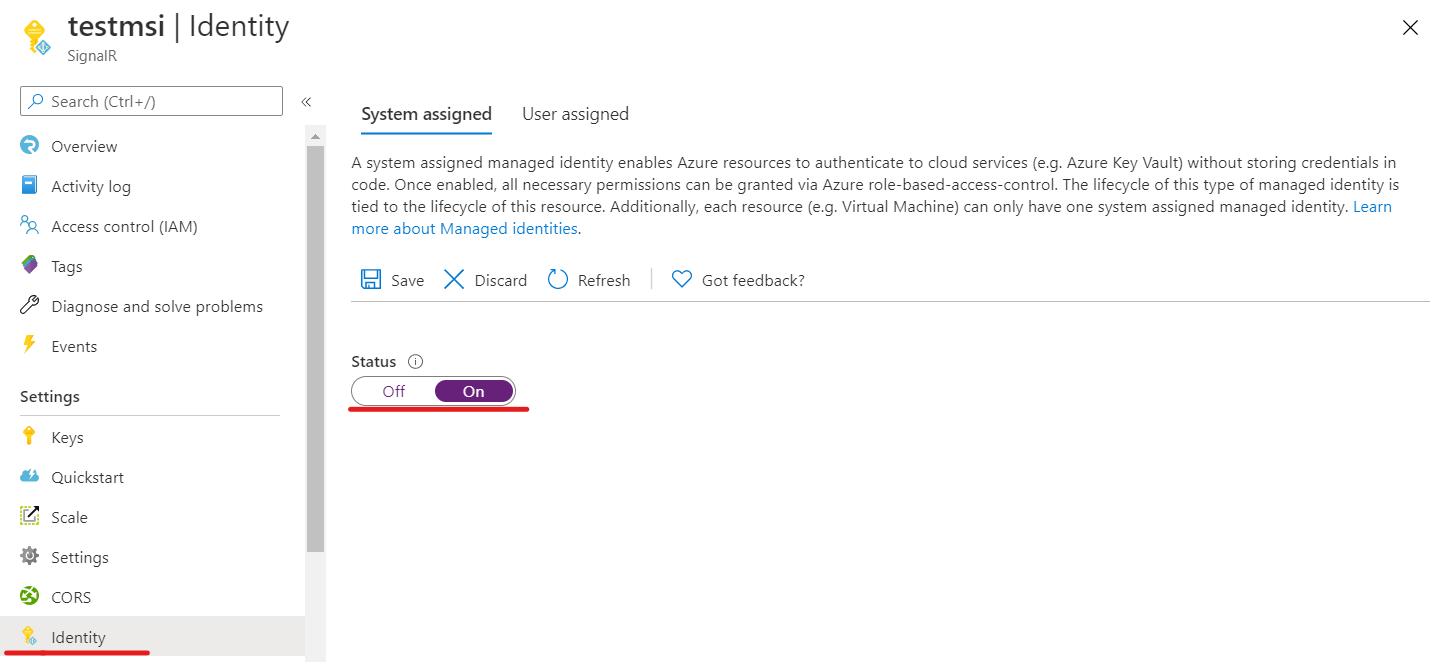 testmsi | Identity
SignalR
Search (Ctrl+/)
«
Overview
Activity log
Access control (IAM)
Tags
Diagnose and solve problems
Events
Settings
Keys
Quickstart
Scale
Settings
CORS
Identity
System assigned User assigned
A system assigned managed identity enables Azure resources to authenticate to cloud services (e.g. Azure Key Vault) without storing credentials in
code. Once enabled, all necessary permissions can be granted via Azure role-based-access-control. The lifecycle of this type of managed identity is
tied to the lifecycle of this resource. Additionally, each resource (e.g. Virtual Machine) can only have one system assigned managed identity. Learn
more about Managed identities.
Save Discard Refresh Got feedback?
Status
Off On